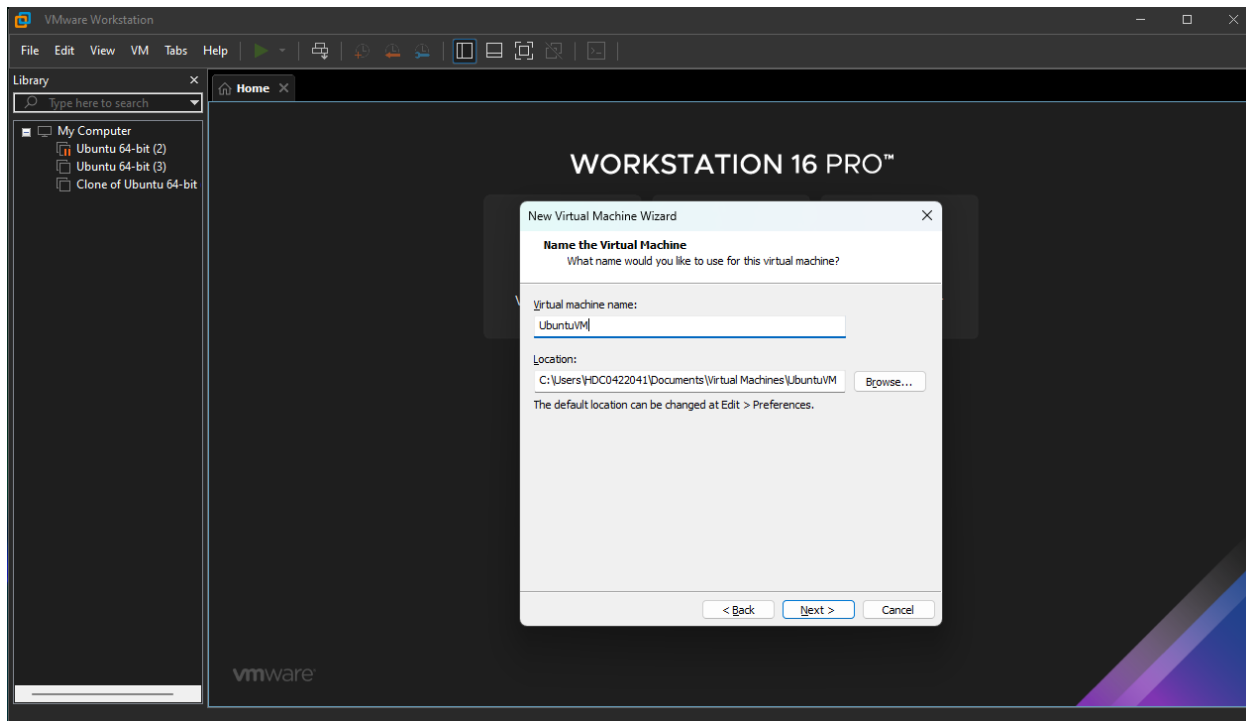 VMware Workstation
File Edit View VM Tabs Help
Library
Type here to search
My Computer
Ubuntu 64-bit (2)
Ubuntu 64-bit (3)
Clone of Ubuntu 64-bit
Home
WORKSTATION 16 PRO™
New Virtual Machine Wizard
Name the Virtual Machine
What name would you like to use for this virtual machine?
Virtual machine name:
UbuntuVM
Location:
C:\Users\HDC0422041\Documents\Virtual Machines\UbuntuVM
Browse...
The default location can be changed at Edit > Preferences.
< Back Next > Cancel
vmware